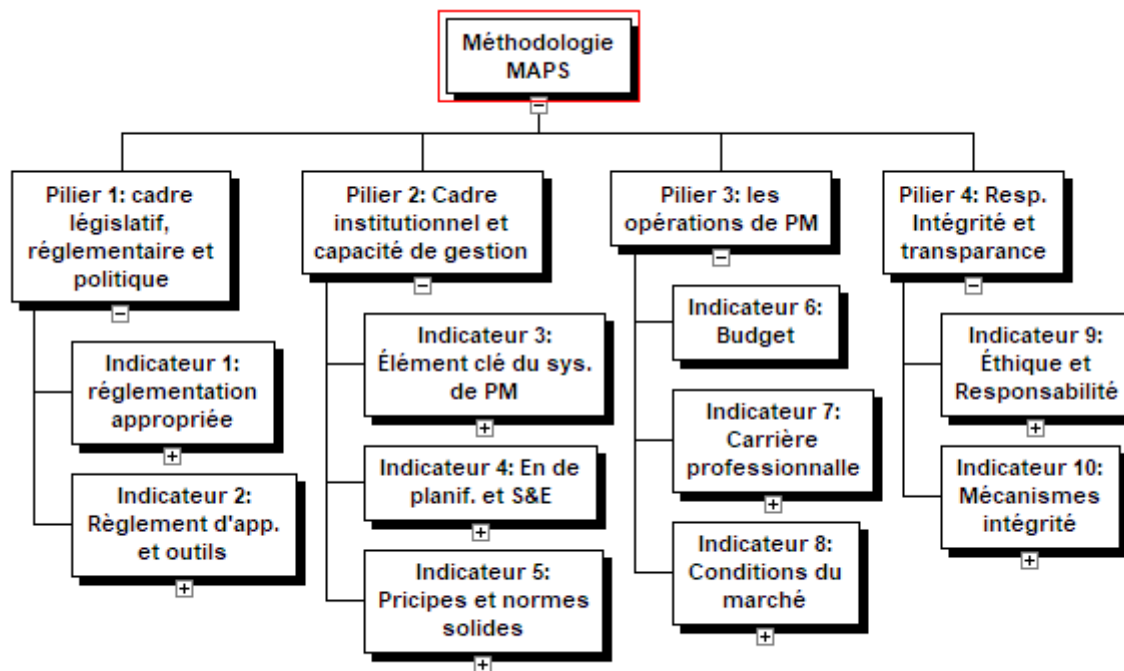 Méthodologie
MAPS
Pilier 1: cadre
législatif,
réglementaire et
politique
Indicateur 1:
réglementation
appropriée
Indicateur 2:
Règlement d'app.
et outils
Pilier 2: Cadre
institutionnel et
capacité de gestion
Indicateur 3:
Élément clé du sys.
de PM
Indicateur 4: En de
planif. et S&E
Indicateur 5:
Pricipes et normes
solides
Pilier 3: les
opérations de PM
Indicateur 6:
Budget
Indicateur 7:
Carrière
professionnalle
Indicateur 8:
Conditions du
marché
Pilier 4: Resp.
Intégrité et
transparance
Indicateur 9:
Éthique et
Responsabilité
Indicateur 10:
Mécanismes
intégrité